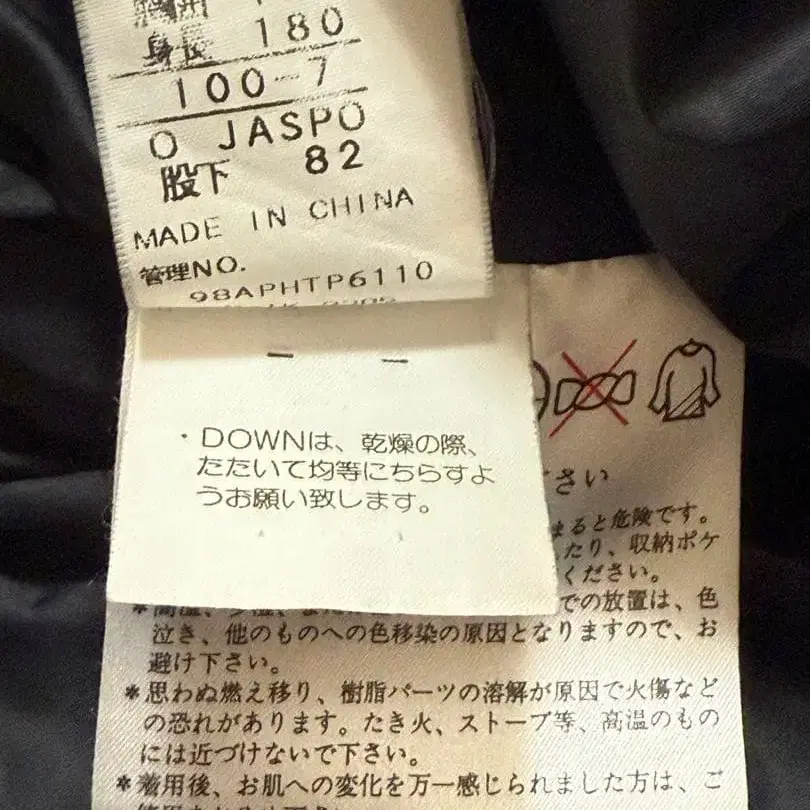 身長 180
100-7
O JASPO
股下 82
MADE IN CHINA
管理NO.
98APHTP6110
・DOWNは、乾燥の際、
たたいて均等にちらすよ
うお願い致します。
さい
まると危険です。
たり、収納ポケ
ください。
での放置は、色
泣き、他のものへの色移染の原因となりますので、お
避け下さい。
*思わぬ燃え移り、樹脂パーツの溶解が原因で火傷など
の恐れがあります。たき火、ストーブ等、高温のもの
には近づけないで下さい。
*着用後、お肌への変化を万一感じられました方は、ご